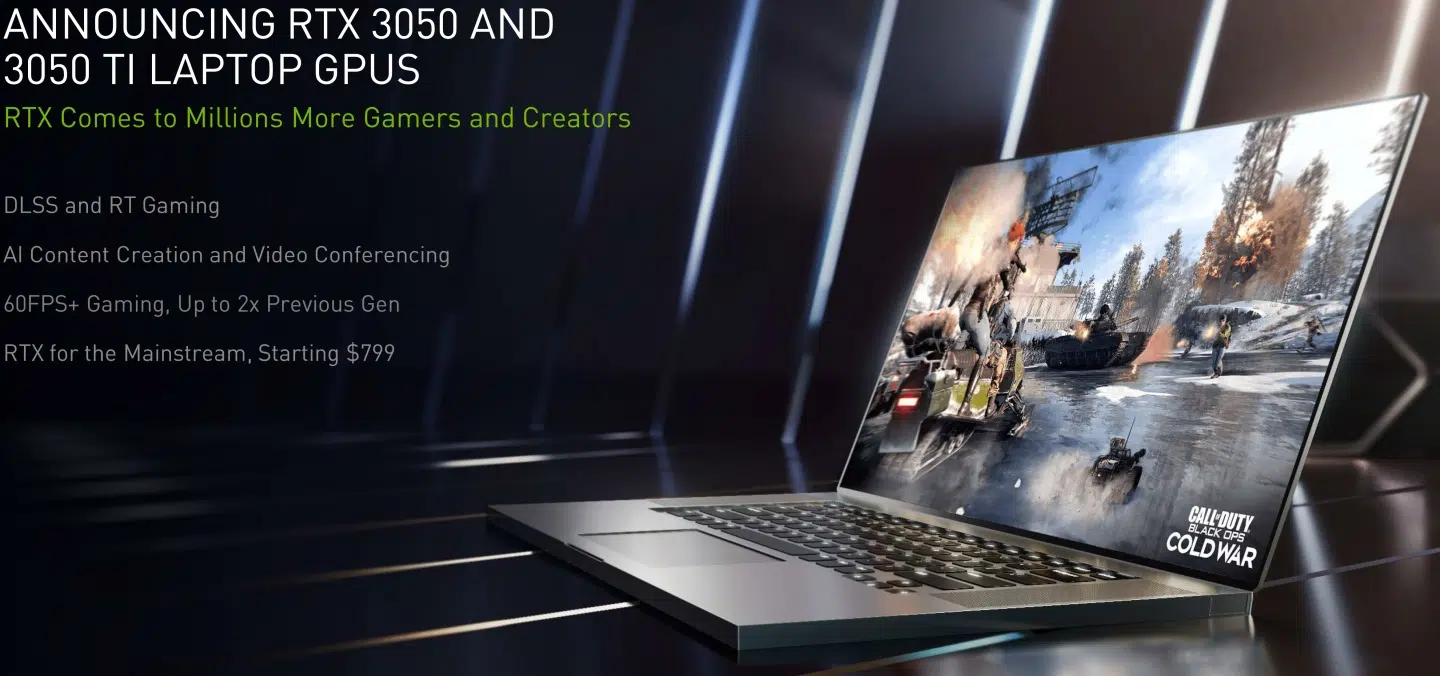 ANNOUNCING RTX 3050 AND
3050 TI LAPTOP GPUS
RTX Comes to Millions More Gamers and Creators
DLSS and RT Gaming
AI Content Creation and Video Conferencing
60FPS+ Gaming, Up to 2x Previous Gen
RTX for the Mainstream, Starting $799
CALL OF DUTY
BLACK OPS
COLD WAR